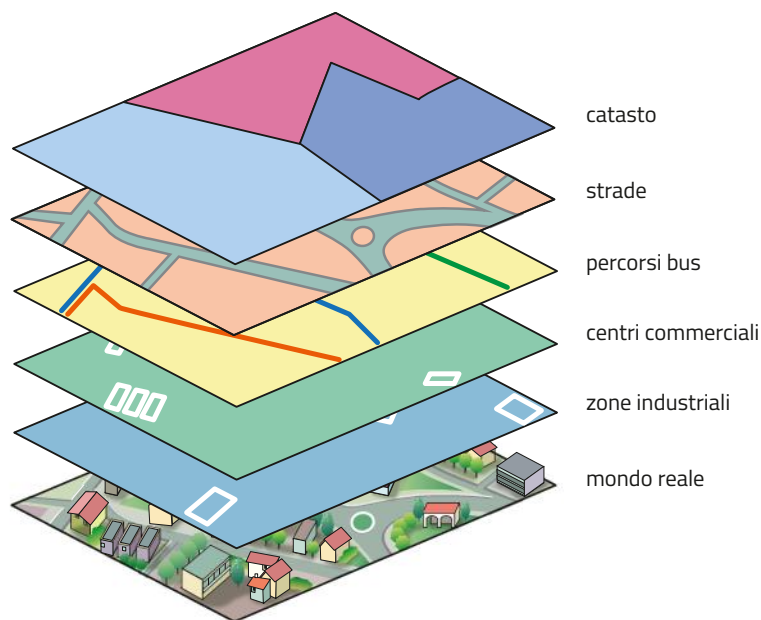 catasto
strade
percorsi bus
centri commerciali
zone industriali
mondo reale